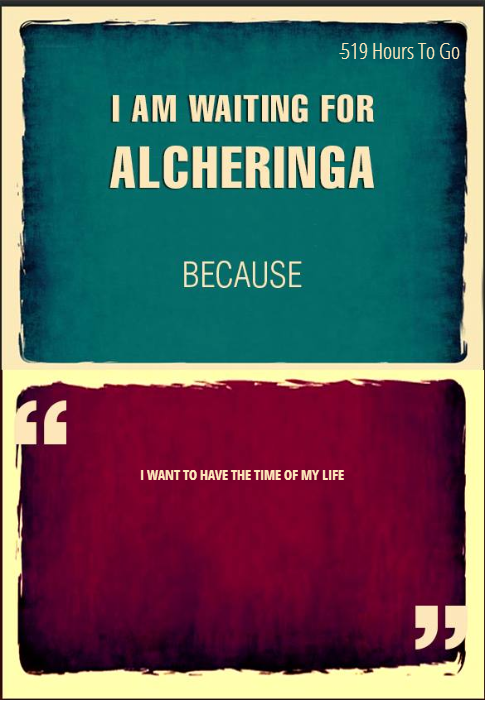 519 Hours To Go
I AM WAITING FOR
ALCHERINGA
BECAUSE
“
I WANT TO HAVE THE TIME OF MY LIFE
”